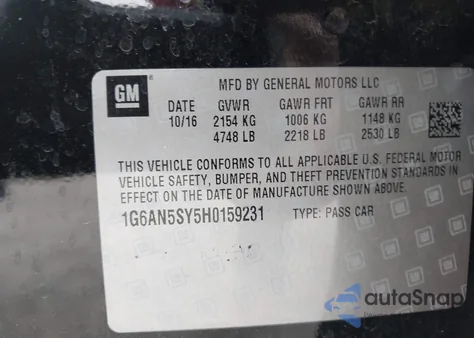 GM
MFD BY GENERAL MOTORS LLC
DATE GVWR GAWR FRT GAWR RR
10/16 2154 KG 1006 KG 1148 KG
4748 LB 2218 LB 2530 LB
THIS VEHICLE CONFORMS TO ALL APPLICABLE U.S. FEDERAL MOTOR
VEHICLE SAFETY, BUMPER, AND THEFT PREVENTION STANDARDS IN
EFFECT ON THE DATE OF MANUFACTURE SHOWN ABOVE.
1G6AN5SY5H0159231 TYPE: PASS CAR
autoSnap